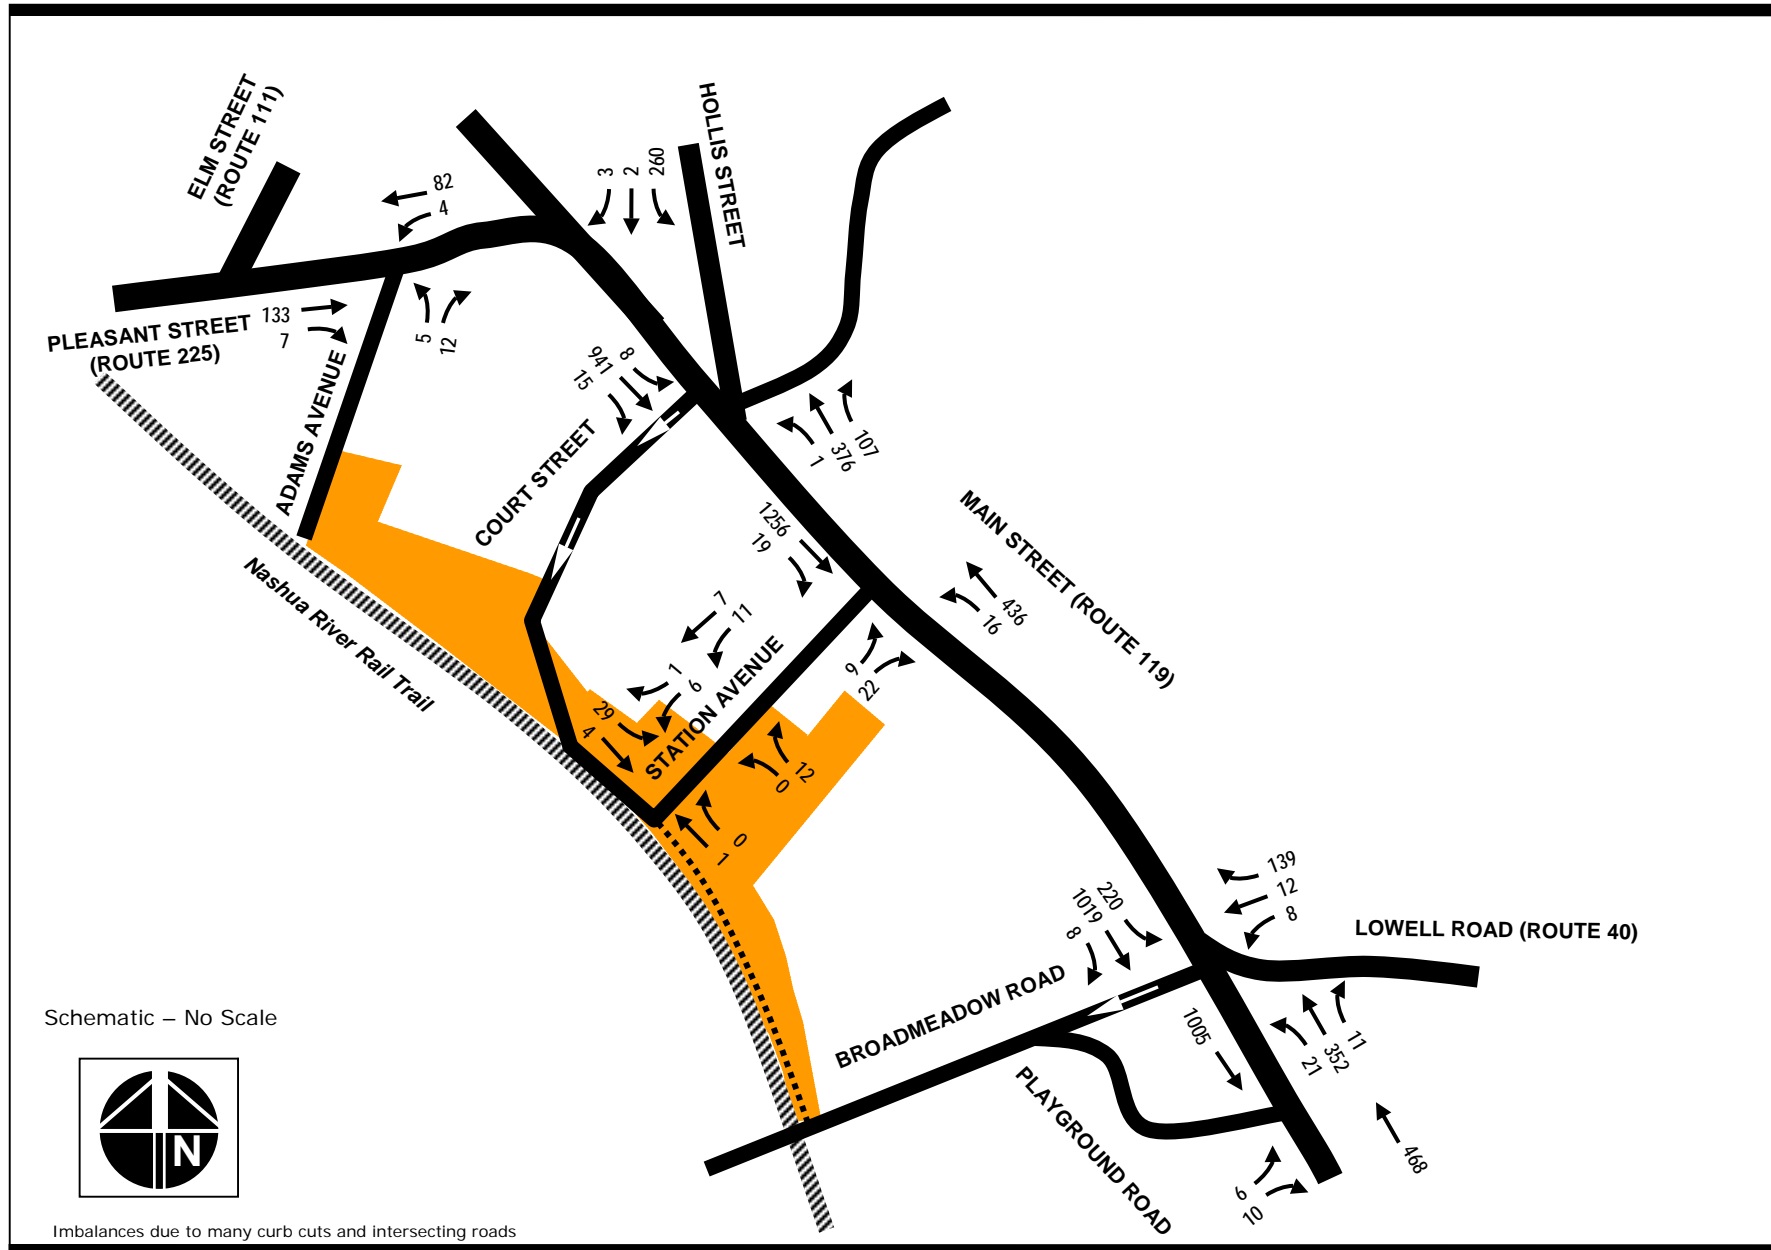 ELM STREET
(ROUTE 111)
HOLLIS STREET
82
4
3
2
260
PLEASANT STREET
(ROUTE 225)
133
7
5
12
ADAMS AVENUE
8
941
15
COURT STREET
107
376
1
1256
19
MAIN STREET (ROUTE 119)
436
16
Nashua River Rail Trail
7
11
1
6
29
4
STATION AVENUE
9
22
12
0
0
1
139
12
8
LOWELL ROAD (ROUTE 40)
220
1019
8
BROADMEADOW ROAD
1005
11
352
21
468
PLAYGROUND ROAD
6
10
Schematic – No Scale
N
Imbalances due to many curb cuts and intersecting roads